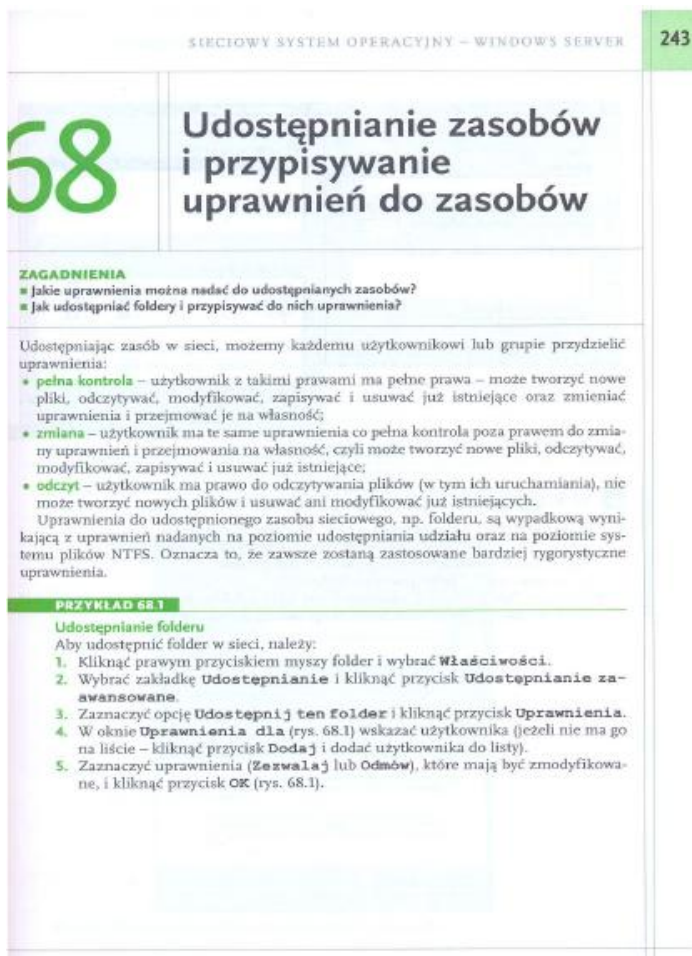 SIECIOWY SYSTEM OPERACYJNY – WINDOWS SERVER 243
68
Udostępnianie zasobów
i przypisywanie
uprawnień do zasobów
ZAGADNIENIA
■ Jakie uprawnienia można nadać do udostępnianych zasobów?
■ Jak udostępniać foldery i przypisywać do nich uprawnienia?
Udostępniając zasób w sieci, możemy każdemu użytkownikowi lub grupie przydzielić
uprawnienia:
• pełna kontrola – użytkownik z takimi prawami ma pełne prawa – może tworzyć nowe
pliki, odczytywać, modyfikować, zapisywać i usuwać już istniejące oraz zmieniać
uprawnienia i przejmować je na własność;
• zmiana – użytkownik ma te same uprawnienia co pełna kontrola poza prawem do zmia-
ny uprawnień i przejmowania na własność, czyli może tworzyć nowe pliki, odczytywać,
modyfikować, zapisywać i usuwać już istniejące;
• odczyt – użytkownik ma prawo do odczytywania plików (w tym ich uruchamiania), nie
może tworzyć nowych plików i usuwać ani modyfikować już istniejących.
Uprawnienia do udostępnionego zasobu sieciowego, np. folderu, są wypadkową wyni-
kającą z uprawnień nadanych na poziomie udostępniania udziału oraz na poziomie sys-
temu plików NTFS. Oznacza to, że zawsze zostaną zastosowane bardziej rygorystyczne
uprawnienia.
PRZYKŁAD 68.1
Udostępnianie folderu
Aby udostępnić folder w sieci, należy:
1. Kliknąć prawym przyciskiem myszy folder i wybrać Właściwości.
2. Wybrać zakładkę Udostępnianie i kliknąć przycisk Udostępnianie za-
awansowane.
3. Zaznaczyć opcję Udostępnij ten folder i kliknąć przycisk Uprawnienia.
4. W oknie Uprawnienia dla (rys. 68.1) wskazać użytkownika (jeżeli nie ma go
na liście – kliknąć przycisk Dodaj i dodać użytkownika do listy).
5. Zaznaczyć uprawnienia (Zezwalaj lub Odmów), które mają być zmodyfikowa-
ne, i kliknąć przycisk OK (rys. 68.1).